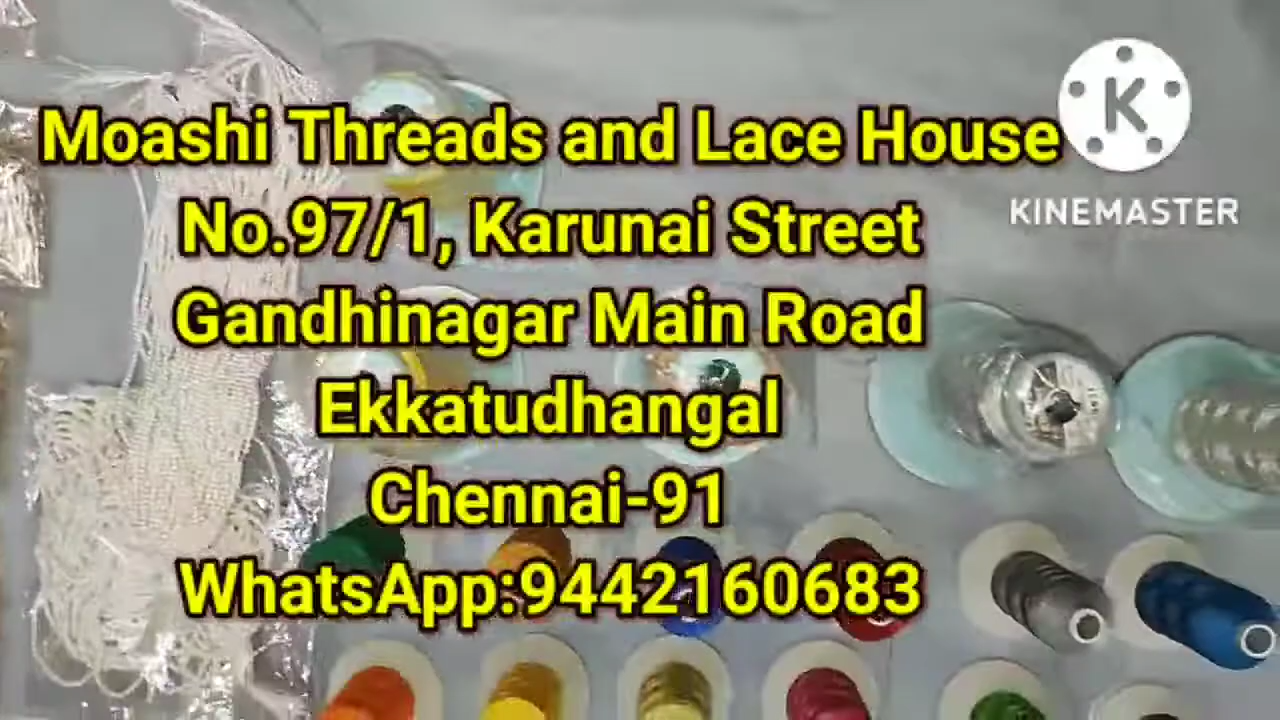 Moashi Threads and Lace House
K
KINEMASTER
No.97/1, Karunai Street
Gandhinagar Main Road
Ekkatudhangal
Chennai-91
WhatsApp:9442160683